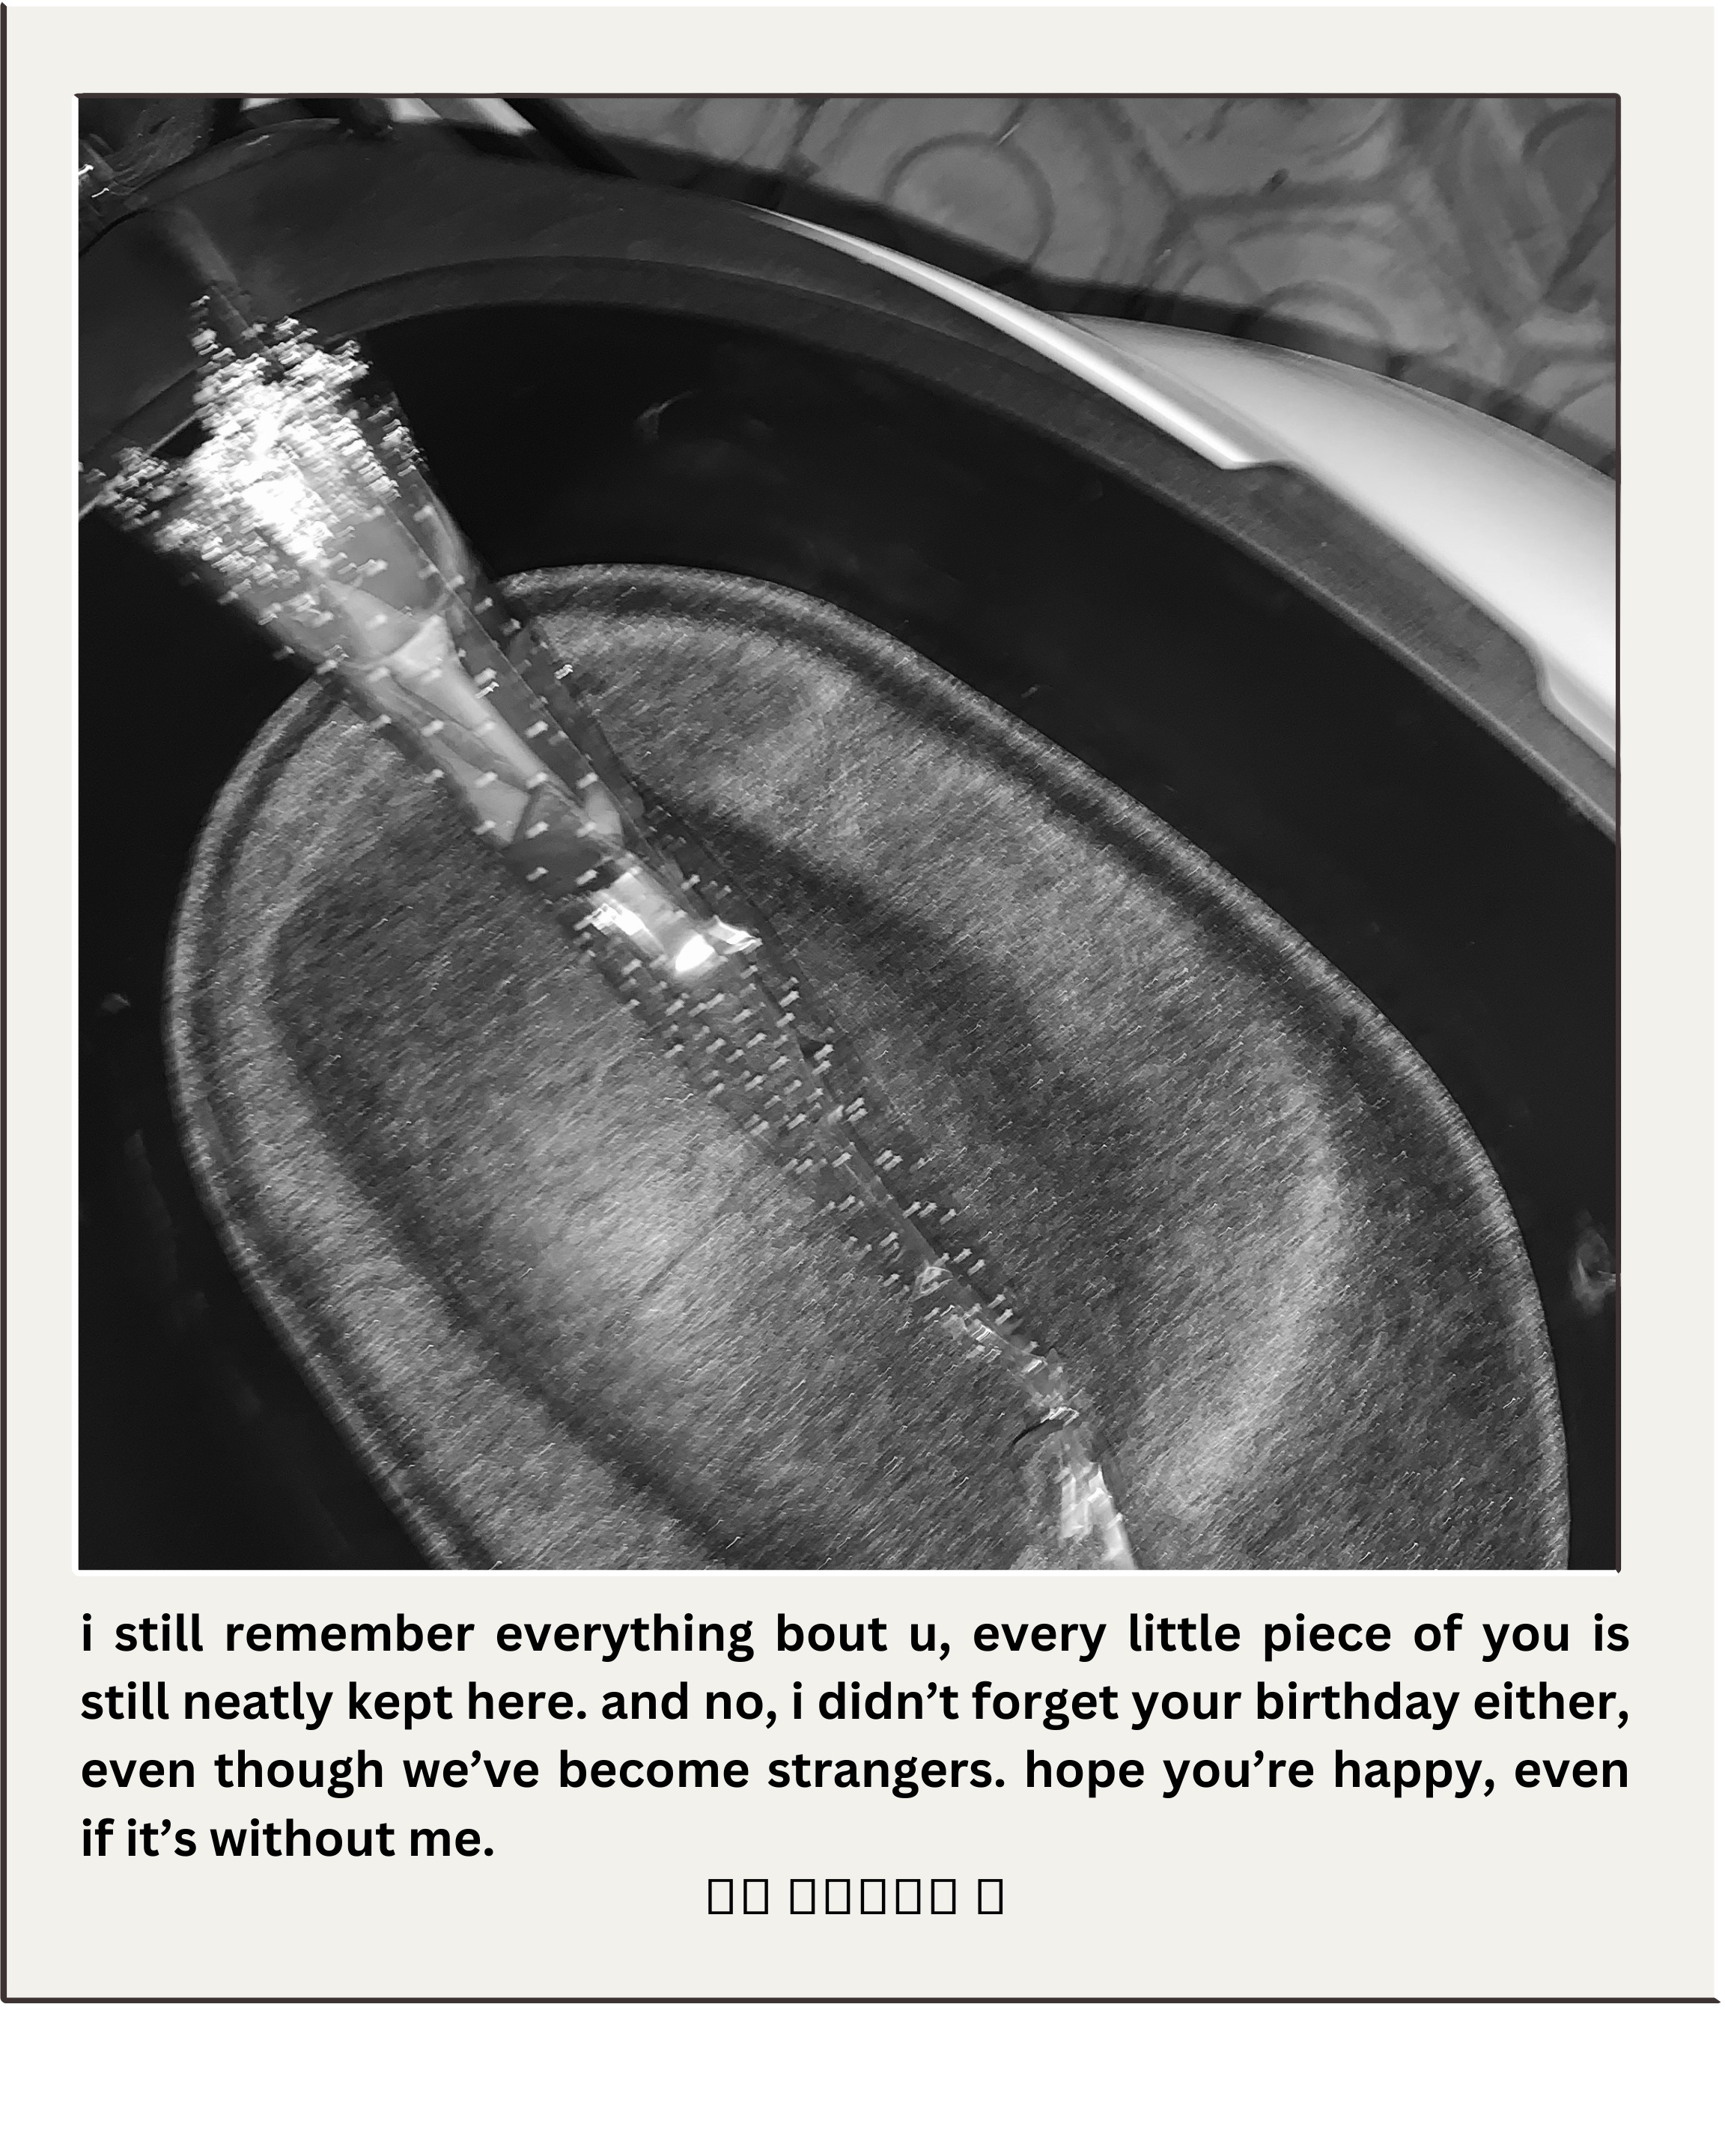 i still remember everything bout u, every little piece of you is
still neatly kept here. and no, i didn’t forget your birthday either,
even though we’ve become strangers. hope you’re happy, even
if it’s without me.